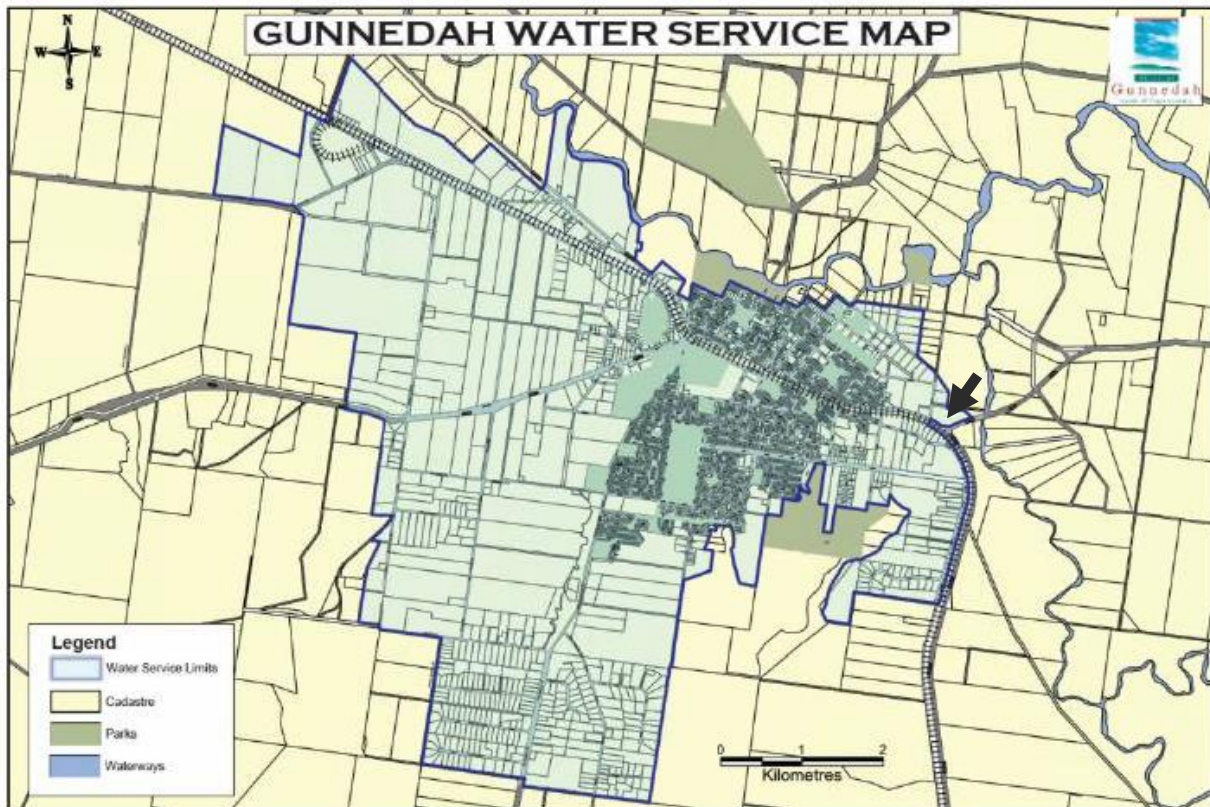 GUNNEDAH WATER SERVICE MAP
N
W E
S
Gunnedah
Legend
Water Service Limits
Cadastre
Parks
Waterways
0 1 2
Kilometres